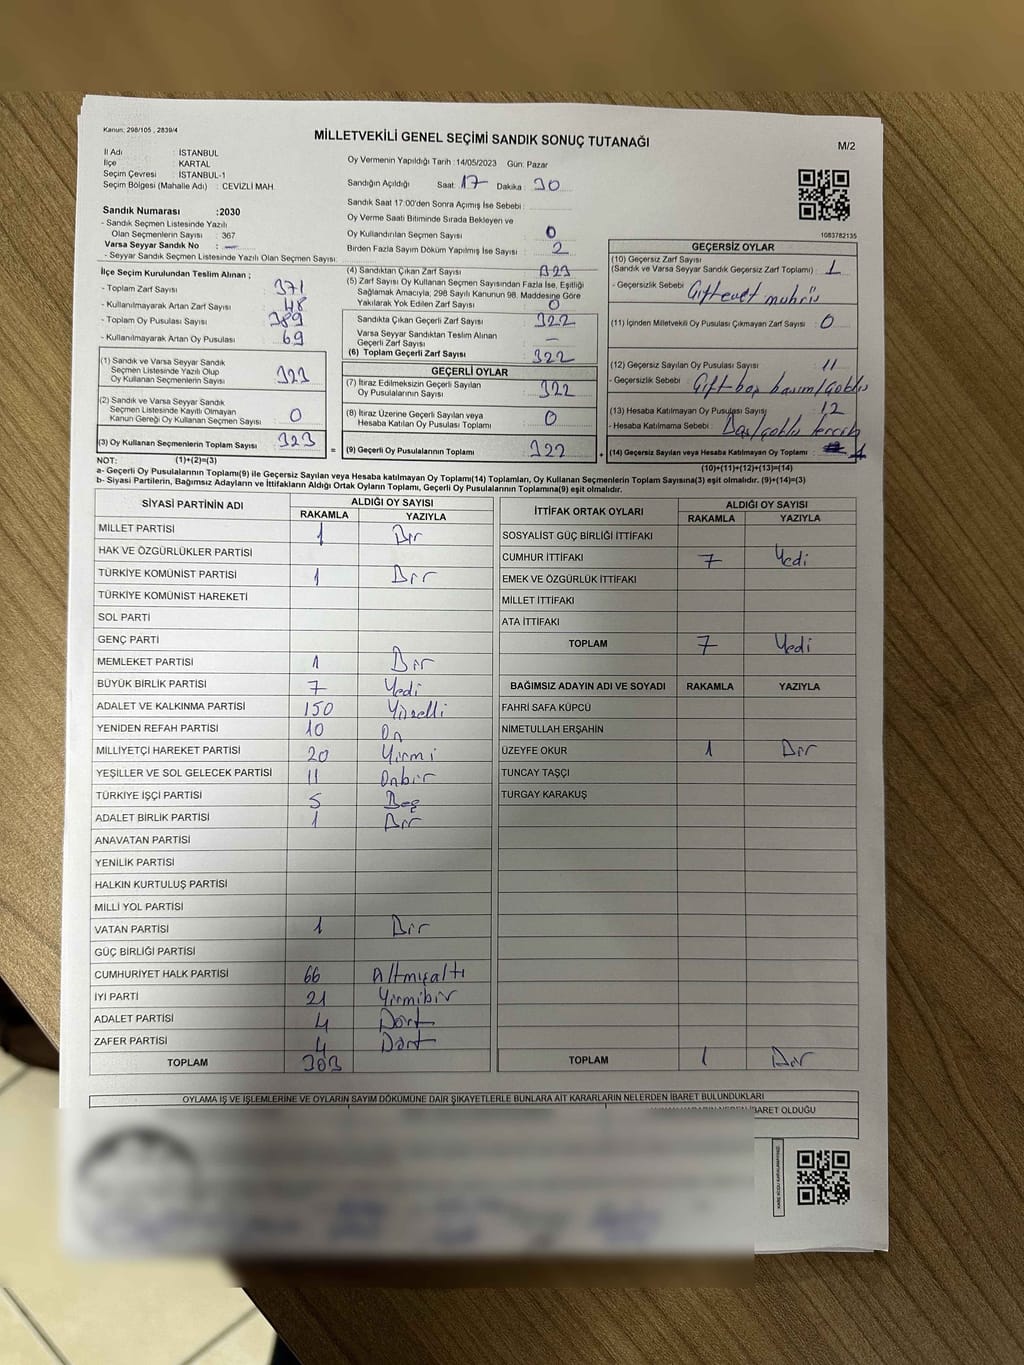 Kanun: 298/105 , 2839/4
MİLLETVEKİLİ GENEL SEÇİMİ SANDIK SONUÇ TUTANAĞI
M/2
İl Adı : İSTANBUL
İlçe : KARTAL
Seçim Çevresi : İSTANBUL-1
Seçim Bölgesi (Mahalle Adı) : CEVİZLİ MAH.
Oy Vermenin Yapıldığı Tarih :14/05/2023 Gün: Pazar
Sandığın Açıldığı Saat: 17 Dakika : 30
Sandık Saat 17:00'den Sonra Açımış İse Sebebi :
Oy Verme Saati Bitiminde Sırada Bekleyen ve
Oy Kullandırılan Seçmen Sayısı : 0
Birden Fazla Sayım Döküm Yapılmış İse Sayısı : 2
1083782135
Sandık Numarası :2030
- Sandık Seçmen Listesinde Yazılı
Olan Seçmenlerin Sayısı : 367
Varsa Seyyar Sandık No : —
- Seyyar Sandık Seçmen Listesinde Yazılı Olan Seçmen Sayısı:
İlçe Seçim Kurulundan Teslim Alınan ;
- Toplam Zarf Sayısı : 371
- Kullanılmayarak Artan Zarf Sayısı : 48
- Toplam Oy Pusulası Sayısı : 389
- Kullanılmayarak Artan Oy Pusulası : 69
(1) Sandık ve Varsa Seyyar Sandık
Seçmen Listesinde Yazılı Olup
Oy Kullanan Seçmenlerin Sayısı : 323
(2) Sandık ve Varsa Seyyar Sandık
Seçmen Listesinde Kayıtlı Olmayan
Kanun Gereği Oy Kullanan Seçmen Sayısı : 0
(3) Oy Kullanan Seçmenlerin Toplam Sayısı : 323
(4) Sandıktan Çıkan Zarf Sayısı : 323
(5) Zarf Sayısı Oy Kullanan Seçmen Sayısından Fazla İse, Eşitliği
Sağlamak Amacıyla, 298 Sayılı Kanunun 98. Maddesine Göre
Yakılarak Yok Edilen Zarf Sayısı : 0
Sandıkta Çıkan Geçerli Zarf Sayısı : 322
Varsa Seyyar Sandıktan Teslim Alınan
Geçerli Zarf Sayısı : —
(6) Toplam Geçerli Zarf Sayısı : 322
GEÇERLİ OYLAR
(7) İtiraz Edilmeksizin Geçerli Sayılan
Oy Pusulalarının Sayısı : 322
(8) İtiraz Üzerine Geçerli Sayılan veya
Hesaba Katılan Oy Pusulası Toplamı : 0
= (9) Geçerli Oy Pusulalarının Toplamı : 322
GEÇERSİZ OYLAR
(10) Geçersiz Zarf Sayısı
(Sandık ve Varsa Seyyar Sandık Geçersiz Zarf Toplamı) : 1
- Geçersizlik Sebebi : Çift evet mührü
(11) İçinden Milletvekili Oy Pusulası Çıkmayan Zarf Sayısı : 0
(12) Geçersiz Sayılan Oy Pusulası Sayısı : 11
- Geçersizlik Sebebi : Çift
(13) Hesaba Katılmayan Oy Pusulası Sayısı : 12
- Hesaba Katılmama Sebebi : Boş/çoklu tercih
+ (14) Geçersiz Sayılan veya Hesaba Katılmayan Oy Toplamı : 1
NOT: (1)+(2)=(3)
(10)+(11)+(12)+(13)=(14)
a- Geçerli Oy Pusulalarının Toplamı(9) ile Geçersiz Sayılan veya Hesaba katılmayan Oy Toplamı(14) Toplamları, Oy Kullanan Seçmenlerin Toplam Sayısına(3) eşit olmalıdır. (9)+(14)=(3)
b- Siyasi Partilerin, Bağımsız Adayların ve İttifakların Aldığı Ortak Oyların Toplamı, Geçerli Oy Pusulalarının Toplamına(9) eşit olmalıdır.
SİYASİ PARTİNİN ADI ALDIĞI OY SAYISI
RAKAMLA YAZIYLA
MİLLET PARTİSİ 1 Bir
HAK VE ÖZGÜRLÜKLER PARTİSİ
TÜRKİYE KOMÜNİST PARTİSİ 1 Bir
TÜRKİYE KOMÜNİST HAREKETİ
SOL PARTİ
GENÇ PARTİ
MEMLEKET PARTİSİ 1 Bir
BÜYÜK BİRLİK PARTİSİ 7 Yedi
ADALET VE KALKINMA PARTİSİ 150 Yüzelli
YENİDEN REFAH PARTİSİ 10 On
MİLLİYETÇİ HAREKET PARTİSİ 20 Yirmi
YEŞİLLER VE SOL GELECEK PARTİSİ 11 Onbir
TÜRKİYE İŞÇİ PARTİSİ 5 Beş
ADALET BİRLİK PARTİSİ 1 Bir
ANAVATAN PARTİSİ
YENİLİK PARTİSİ
HALKIN KURTULUŞ PARTİSİ
MİLLİ YOL PARTİSİ
VATAN PARTİSİ 1 Bir
GÜÇ BİRLİĞİ PARTİSİ
CUMHURİYET HALK PARTİSİ 66 Altmışaltı
İYİ PARTİ 21 Yirmibir
ADALET PARTİSİ 4 Dört
ZAFER PARTİSİ 4 Dört
TOPLAM 303
İTTİFAK ORTAK OYLARI ALDIĞI OY SAYISI
RAKAMLA YAZIYLA
SOSYALİST GÜÇ BİRLİĞİ İTTİFAKI
CUMHUR İTTİFAKI 7 Yedi
EMEK VE ÖZGÜRLÜK İTTİFAKI
MİLLET İTTİFAKI
ATA İTTİFAKI
TOPLAM 7 Yedi
BAĞIMSIZ ADAYIN ADI VE SOYADI RAKAMLA YAZIYLA
FAHRİ SAFA KÜPCÜ
NİMETULLAH ERŞAHİN
ÜZEYFE OKUR 1 Bir
TUNCAY TAŞÇI
TURGAY KARAKUŞ
TOPLAM 1 Bir
OYLAMA İŞ VE İŞLEMLERİNE VE OYLARIN SAYIM DÖKÜMÜNE DAİR ŞİKAYETLERLE BUNLARA AİT KARARLARIN NELERDEN İBARET BULUNDUKLARI
İBARET OLDUĞU